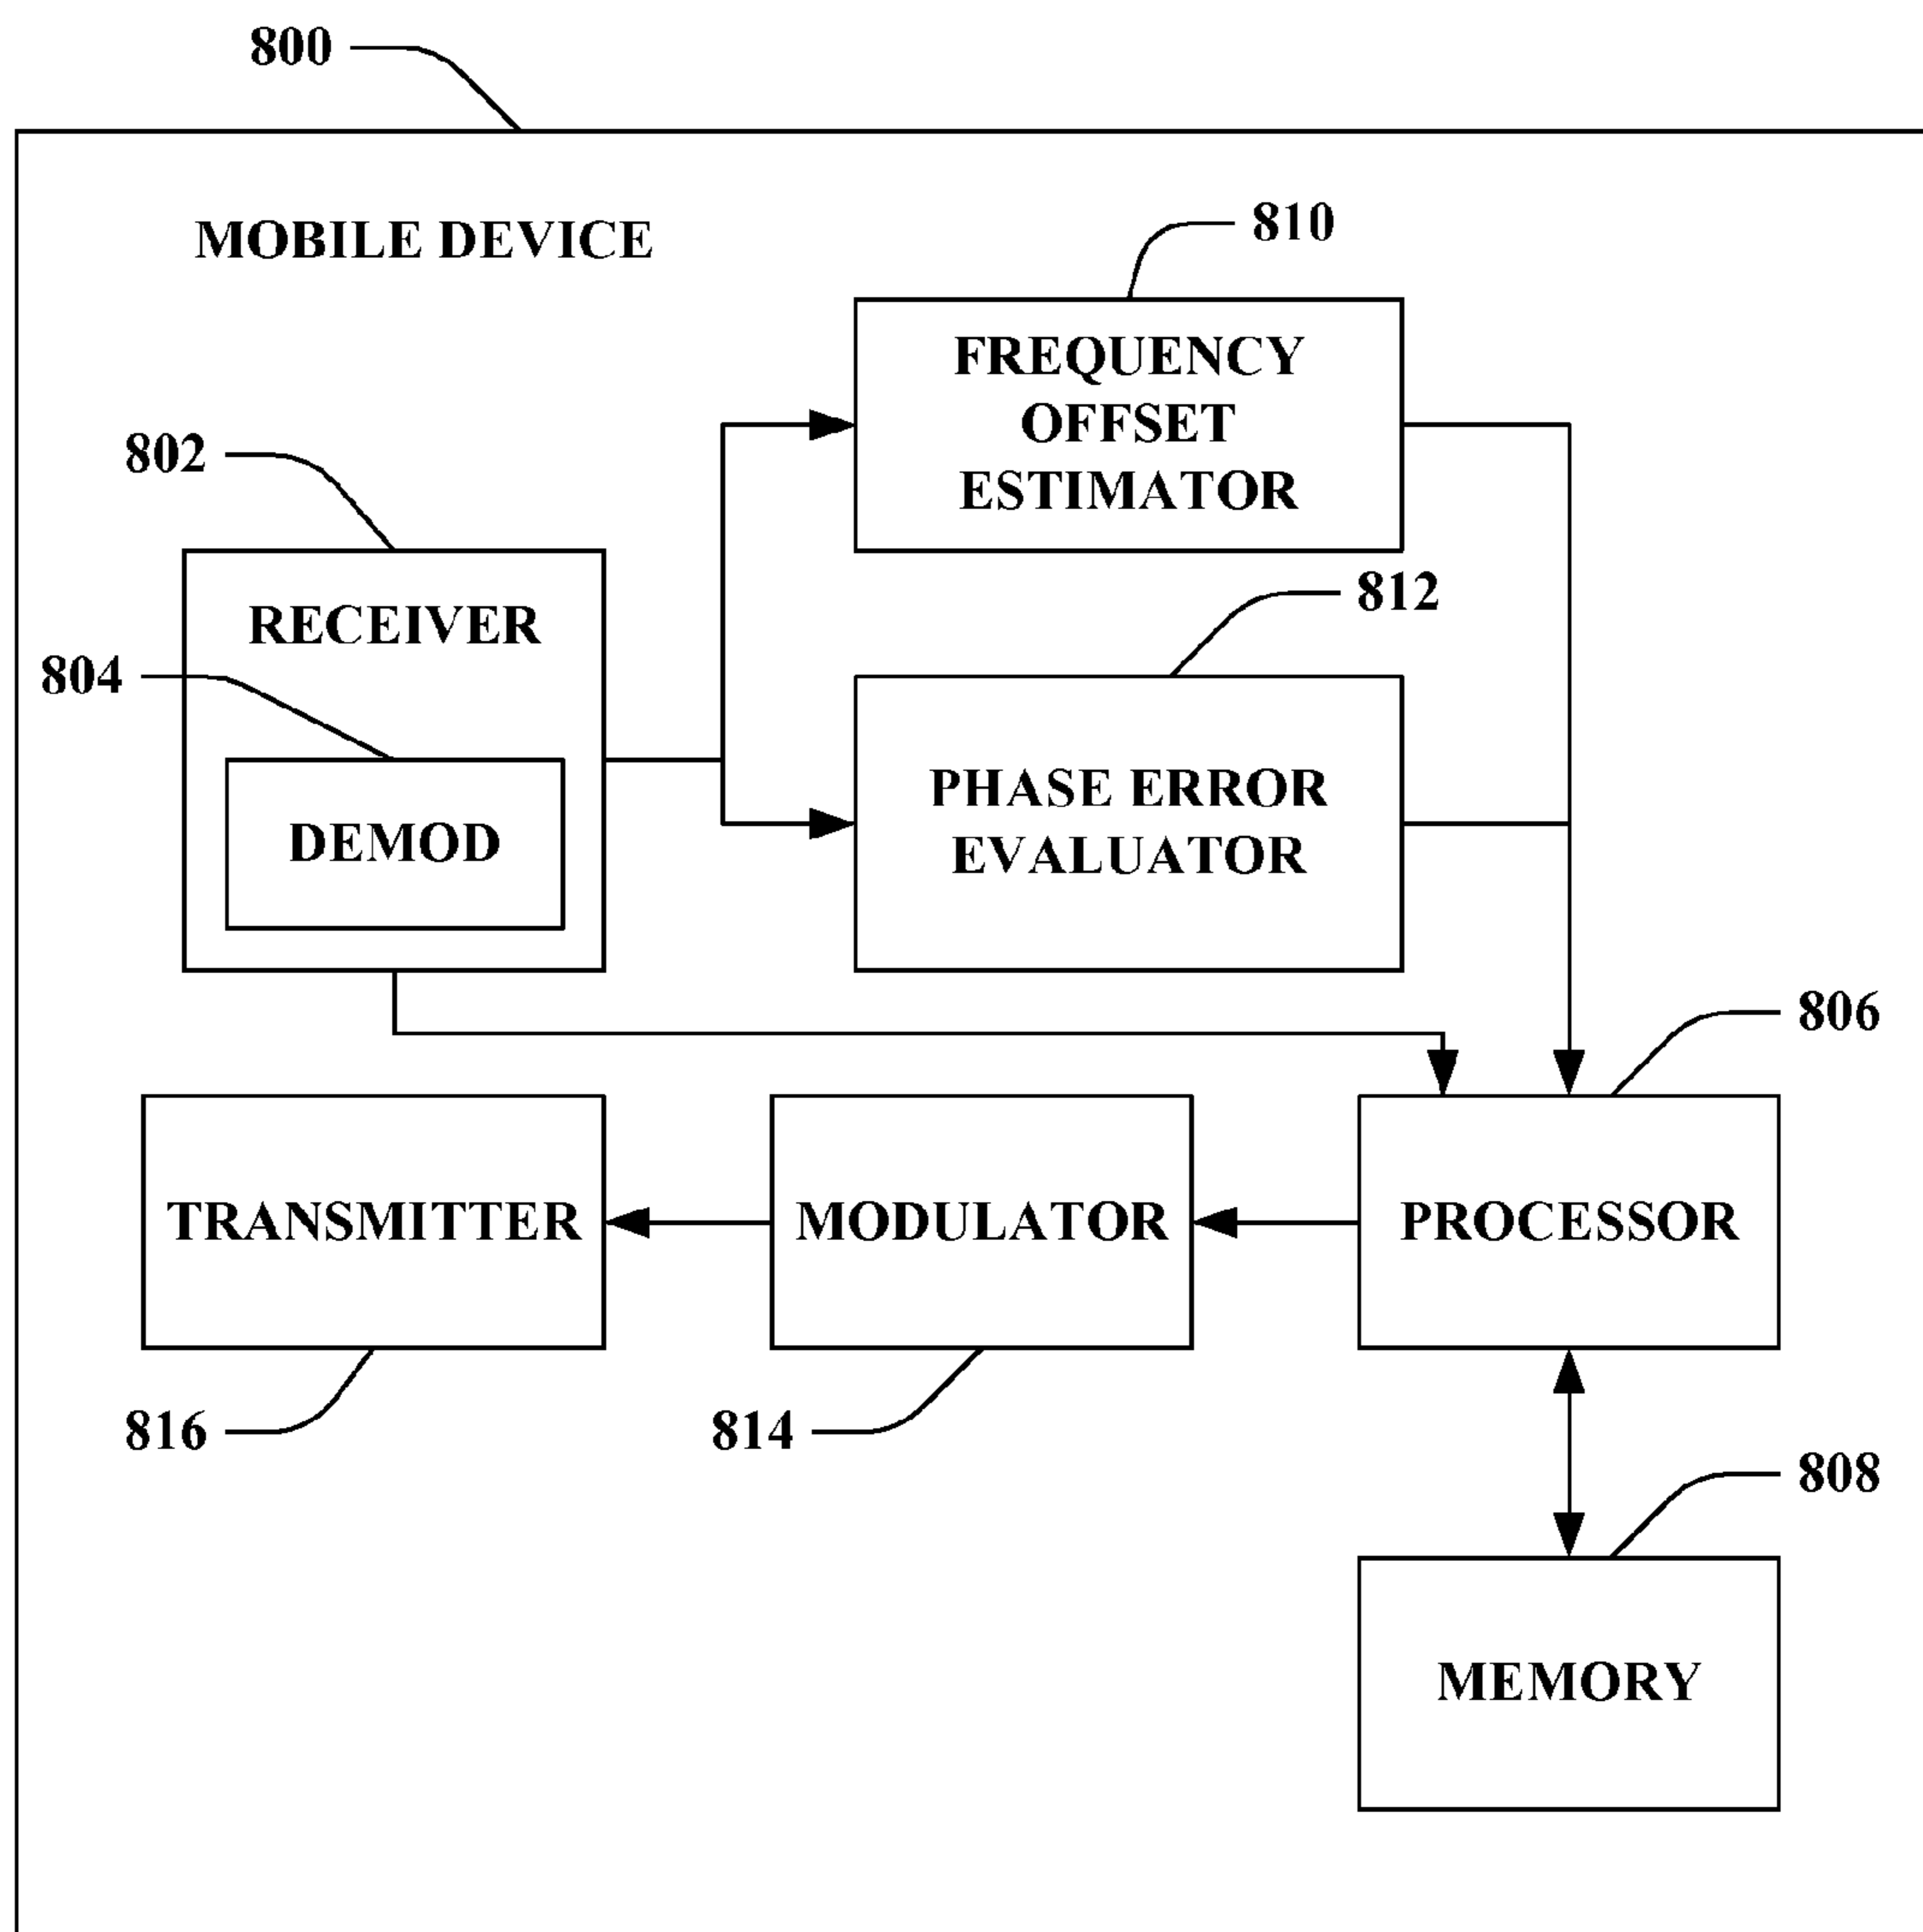 800
MOBILE DEVICE
810
FREQUENCY
OFFSET
ESTIMATOR
802
RECEIVER
804
DEMOD
812
PHASE ERROR
EVALUATOR
806
TRANSMITTER
MODULATOR
PROCESSOR
816
814
808
MEMORY